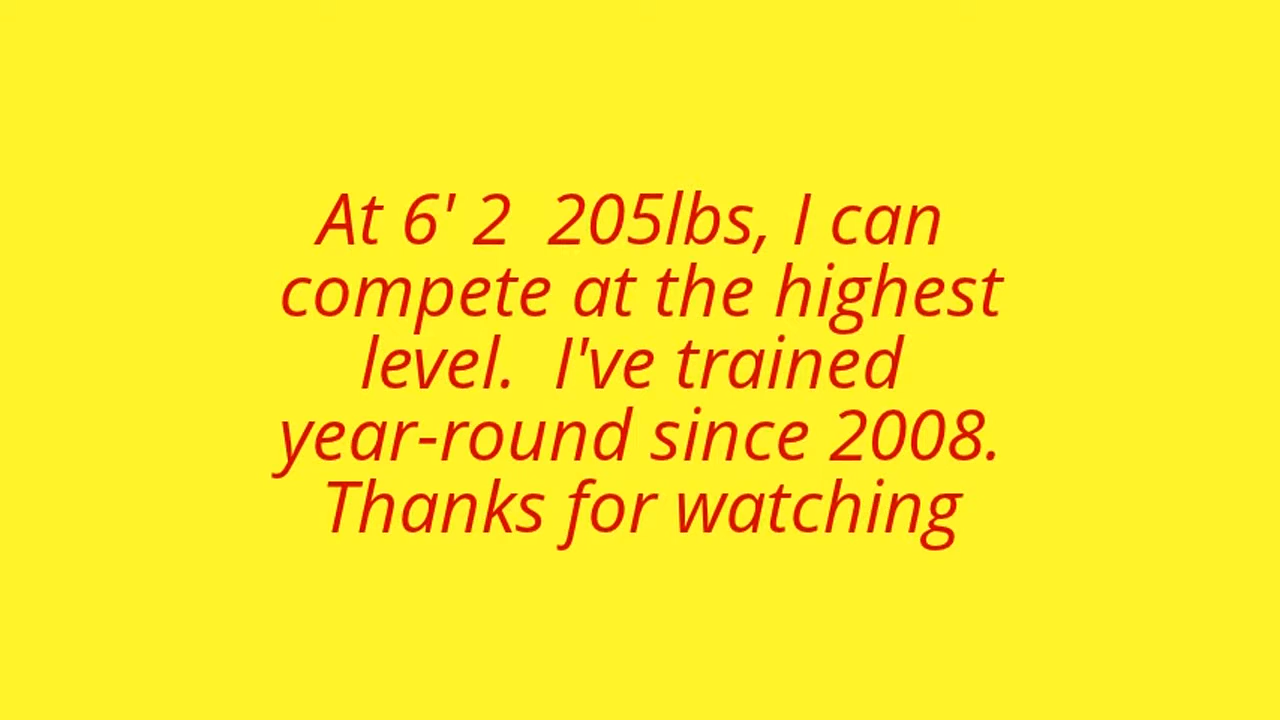 At 6' 2  205lbs, I can
compete at the highest
level.  I've trained
year-round since 2008.
Thanks for watching